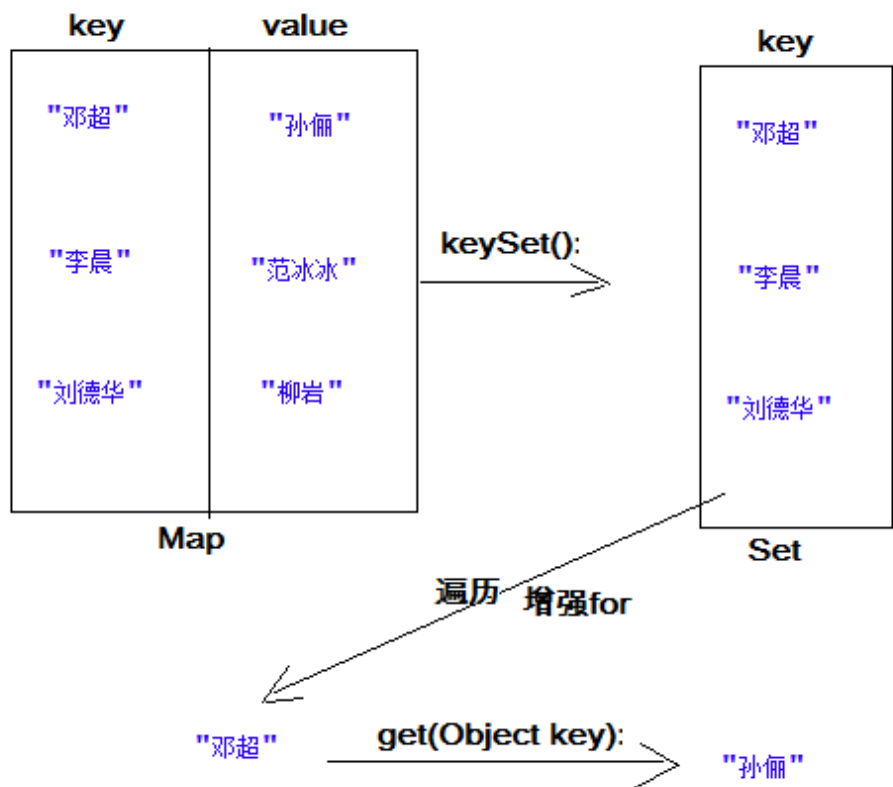 key value
key
"邓超" "孙俪"
"邓超"
"李晨" "范冰冰"
keySet():
"李晨"
"刘德华" "柳岩"
"刘德华"
Map
Set
遍历 增强for
"邓超" get(Object key): "孙俪"